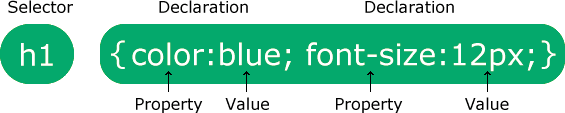 Selector Declaration Declaration
h1 {color:blue; font-size:12px;}
Property Value Property Value